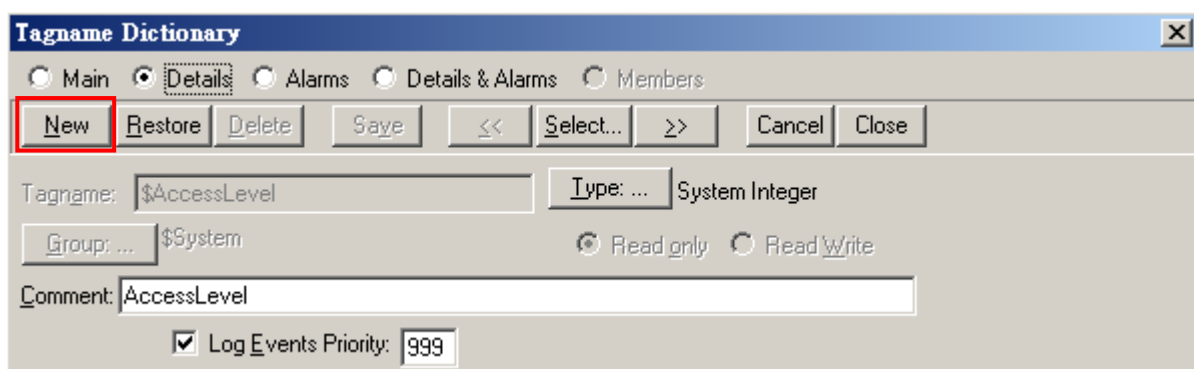 Tagname Dictionary
Main Details Alarms Details & Alarms Members
New Restore Delete Save << Select... >> Cancel Close
Tagname: $AccessLevel Type: ... System Integer
Group: ... $System Read only Read Write
Comment: AccessLevel
Log Events Priority: 999